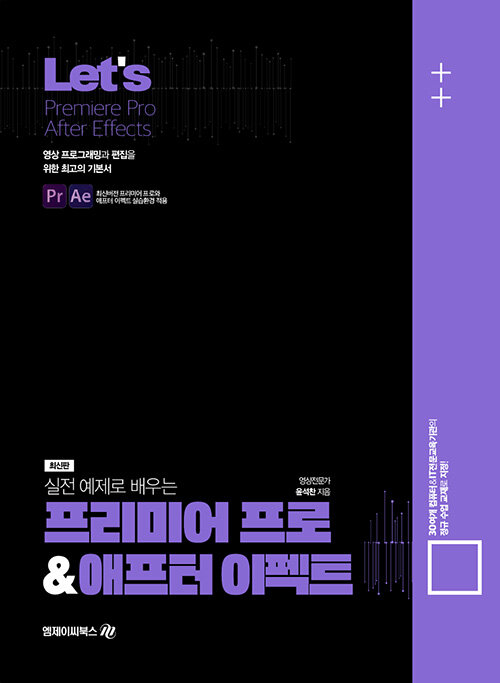 Let's
Premiere Pro
After Effects
영상 프로그래밍과 편집을
위한 최고의 기본서
Pr Ae
최신버전 프리미어 프로와
애프터 이펙트 실습환경 적용
최신판
실전 예제로 배우는
영상전문가
윤석찬 지음
프리미어 프로
&애프터 이펙트
엠제이씨북스
300여개 컴퓨터 & IT전문교육기관의
정규 수업 교재로 지정!